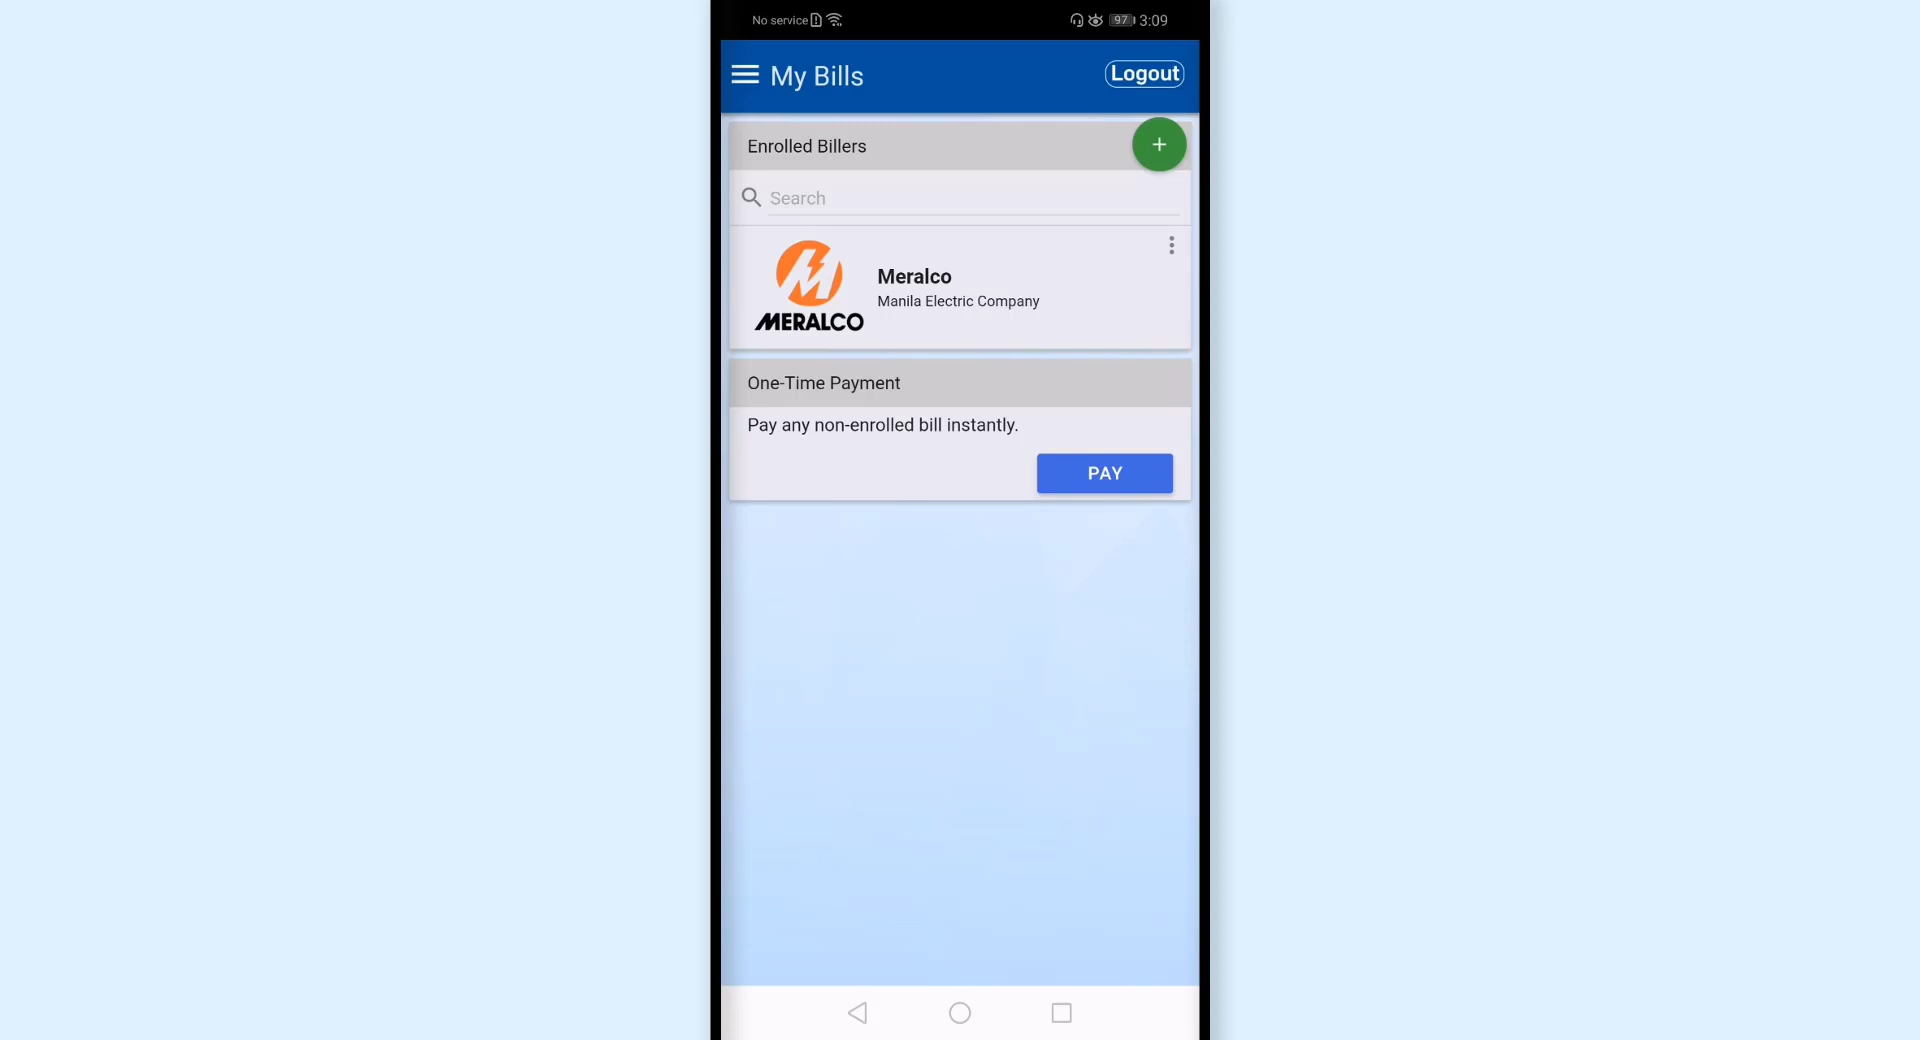 No service 97 3:09
My Bills Logout
Enrolled Billers +
Search
MERALCO
Meralco
Manila Electric Company
One-Time Payment
Pay any non-enrolled bill instantly.
PAY